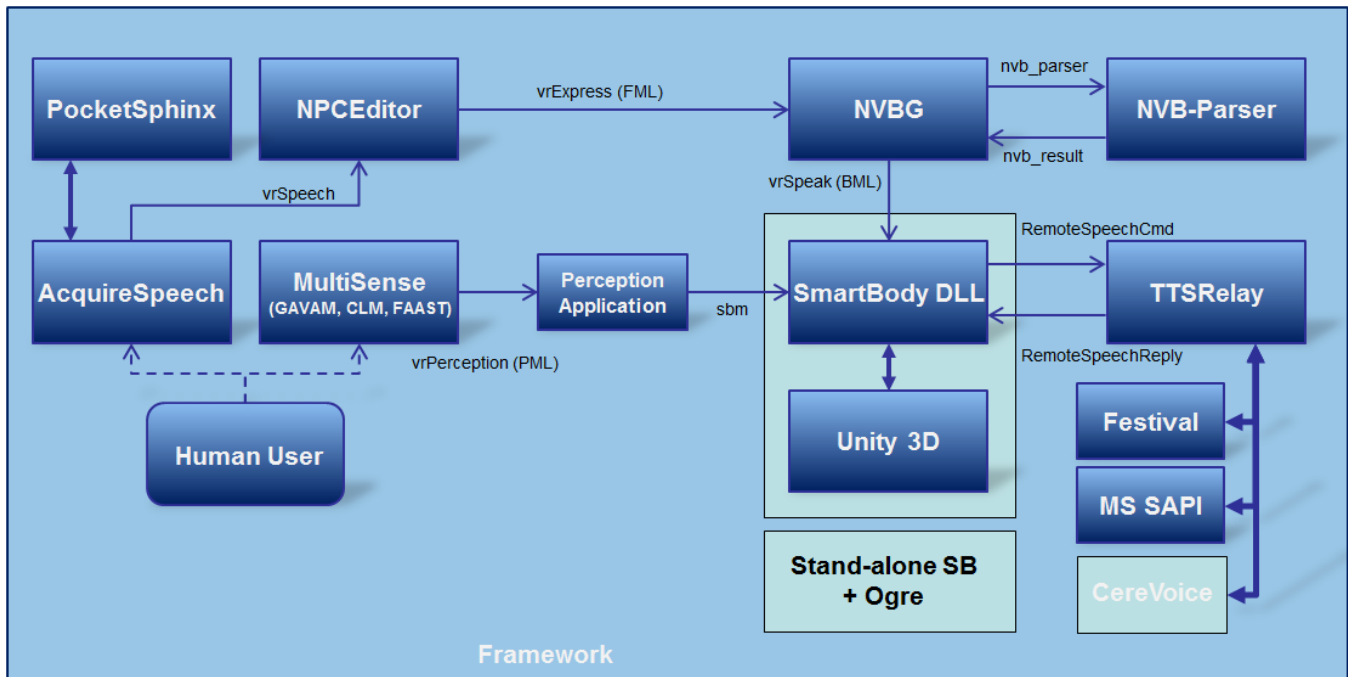 PocketSphinx
NPCEditor
vrExpress (FML)
NVBG
nvb_parser
NVB-Parser
nvb_result
vrSpeech
vrSpeak (BML)
AcquireSpeech
MultiSense
(GAVAM, CLM, FAAST)
Perception
Application
sbm
SmartBody DLL
RemoteSpeechCmd
TTSRelay
RemoteSpeechReply
vrPerception (PML)
Human User
Unity 3D
Festival
MS SAPI
CereVoice
Stand-alone SB
+ Ogre
Framework